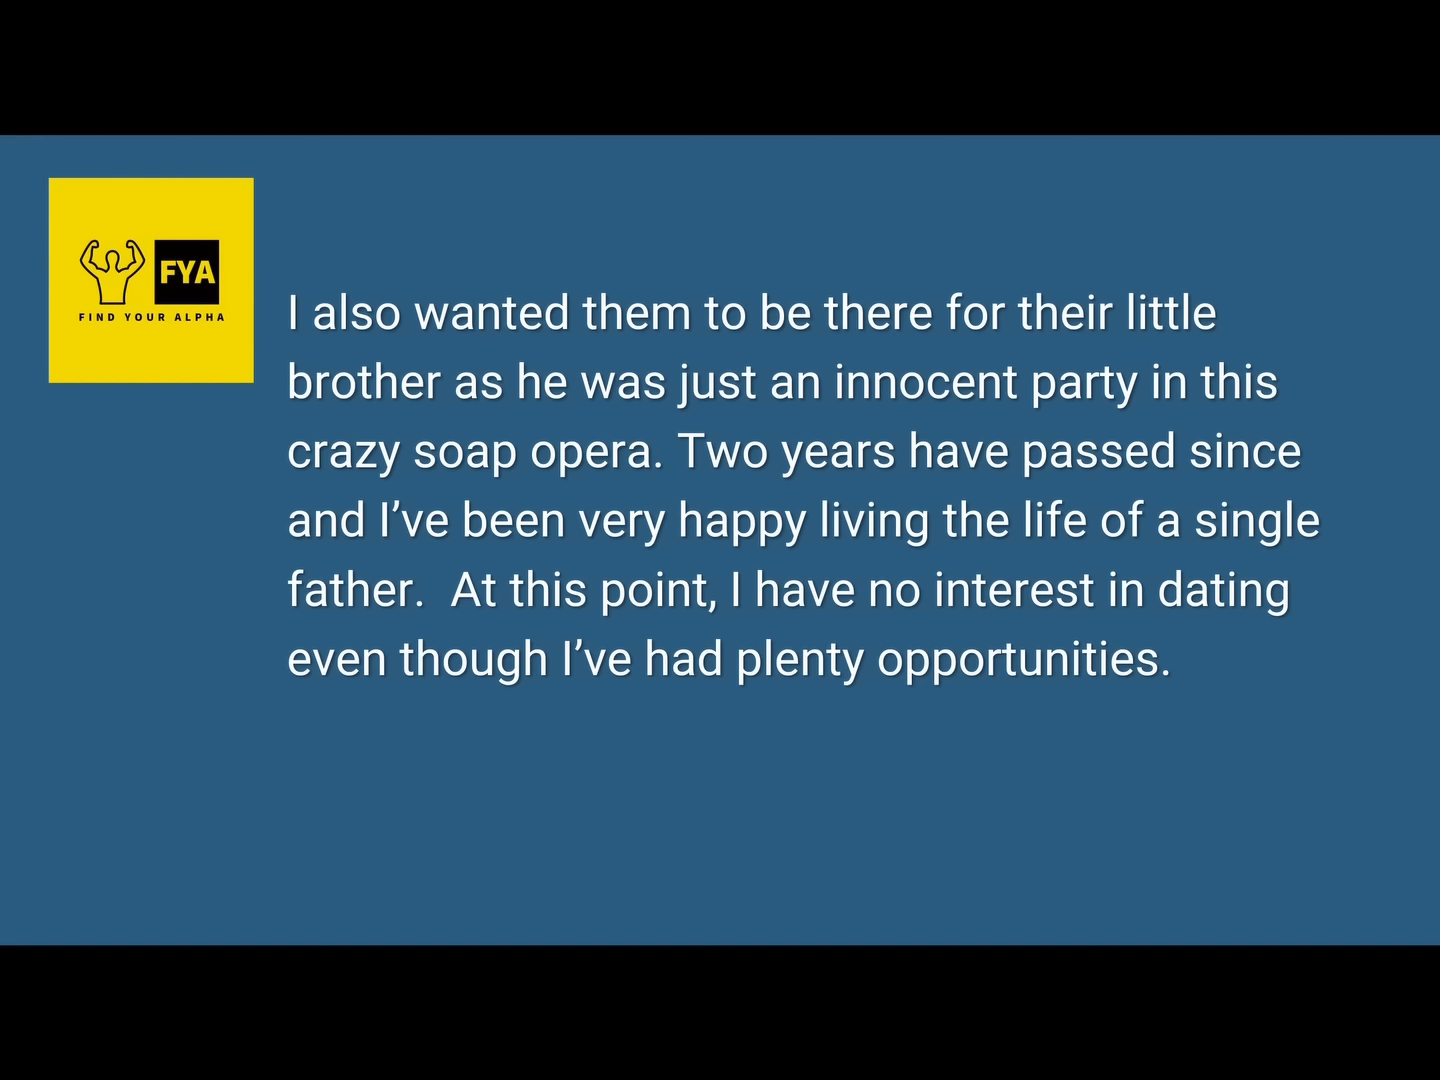 FYA
FIND YOUR ALPHA
I also wanted them to be there for their little
brother as he was just an innocent party in this
crazy soap opera. Two years have passed since
and I’ve been very happy living the life of a single
father.  At this point, I have no interest in dating
even though I’ve had plenty opportunities.